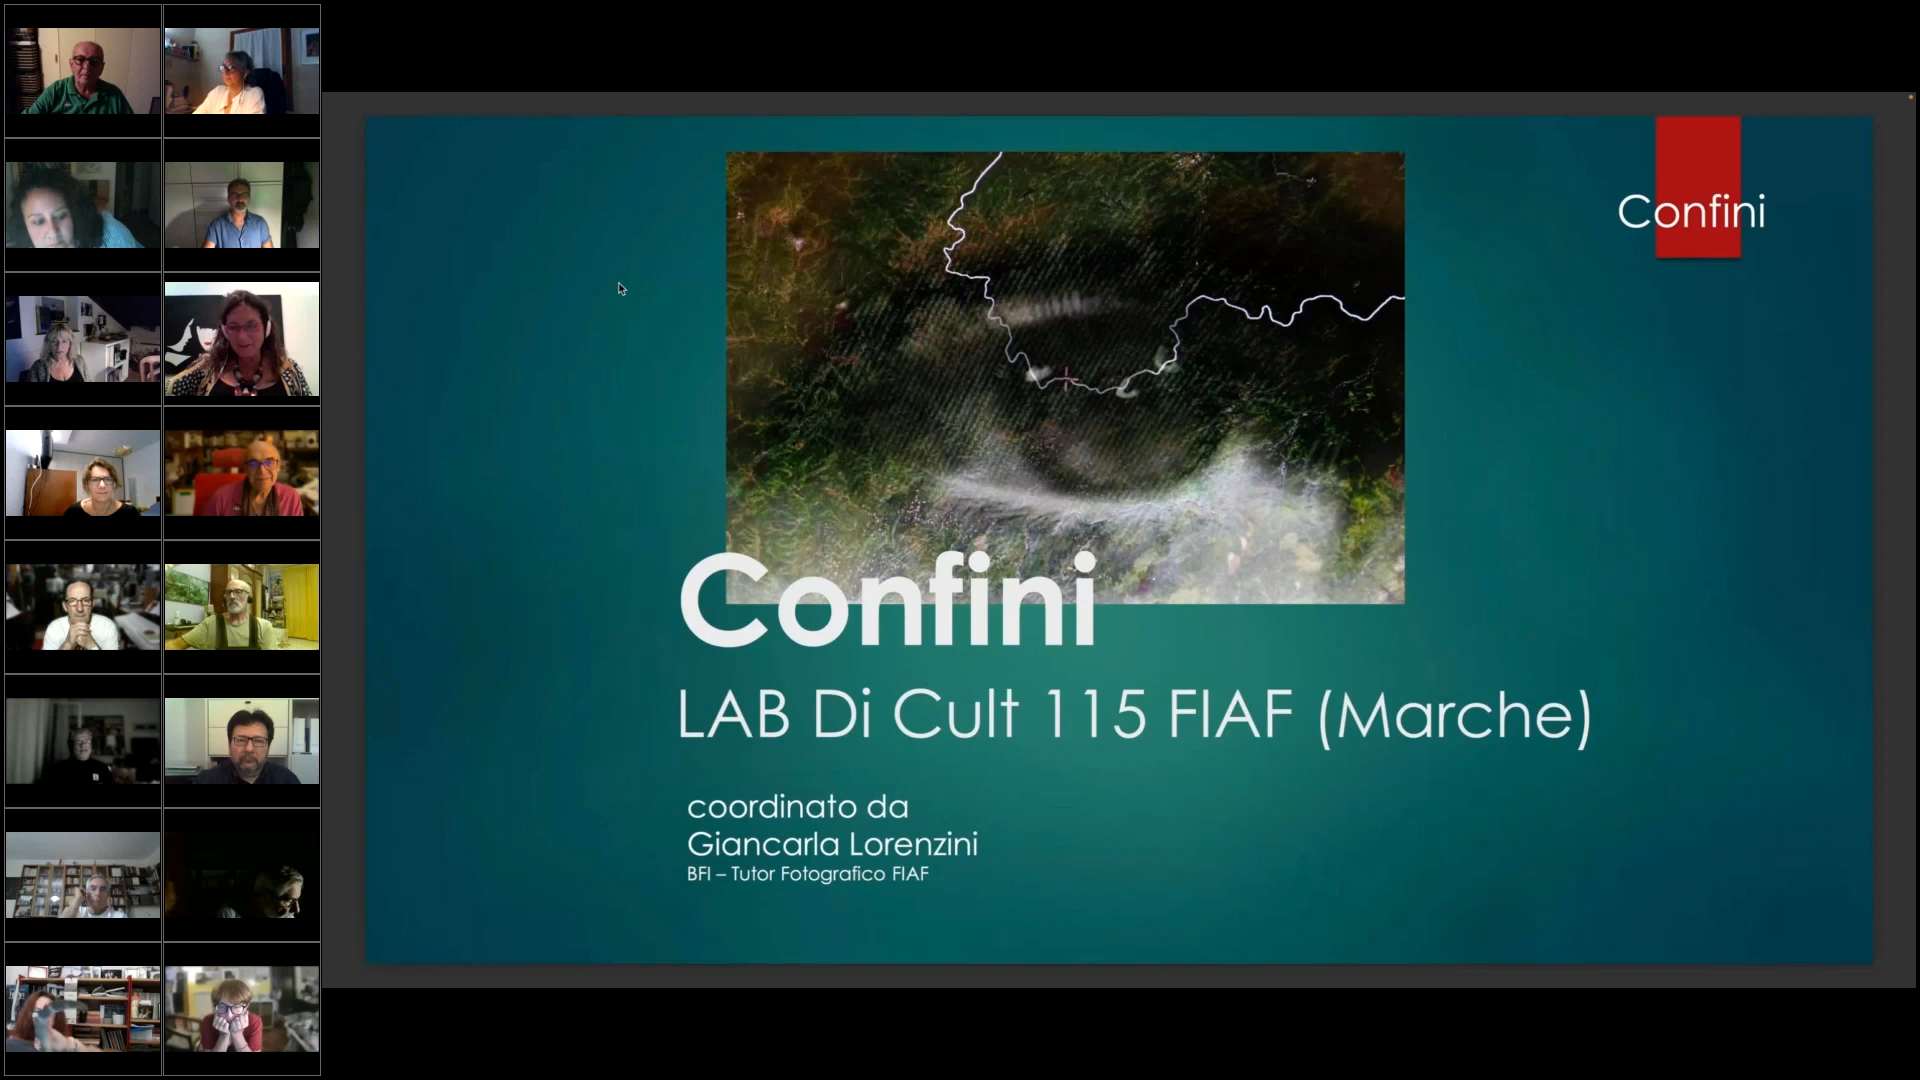 Confini
Confini
LAB Di Cult 115 FIAF (Marche)
coordinato da
Giancarla Lorenzini
BFI – Tutor Fotografico FIAF